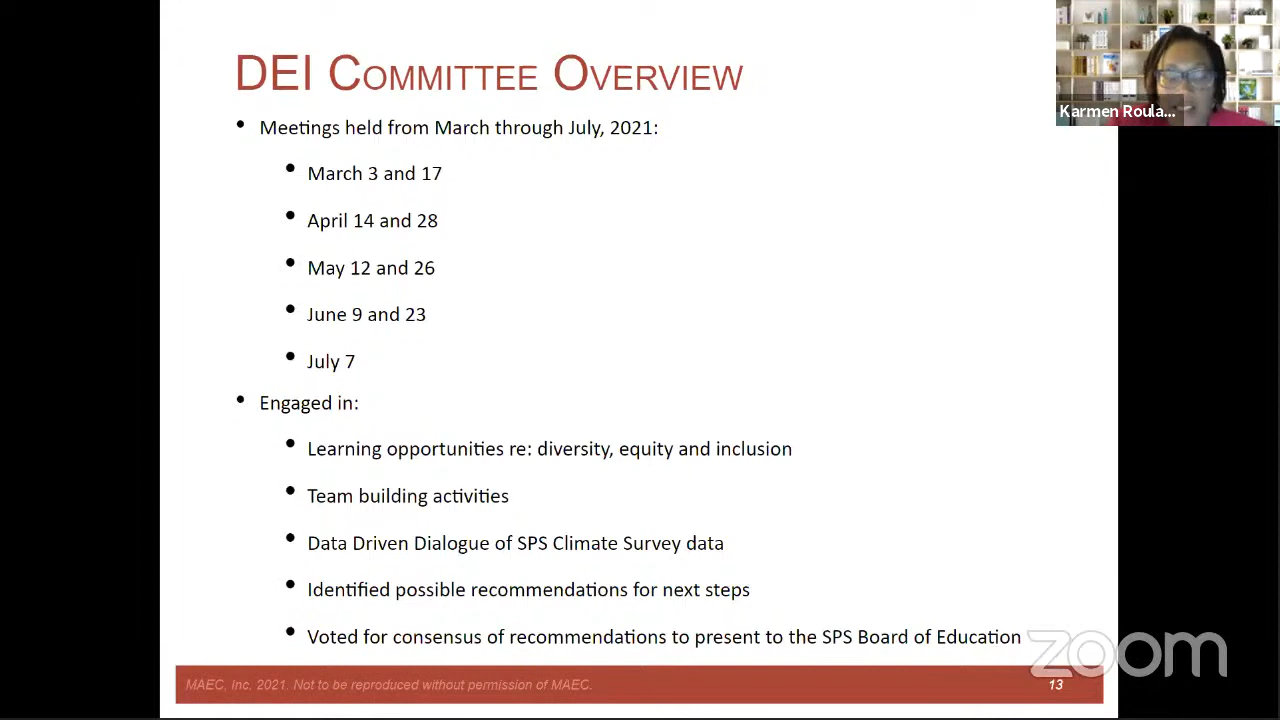 DEI COMMITTEE OVERVIEW
Karmen Roula...
• Meetings held from March through July, 2021:
• March 3 and 17
• April 14 and 28
• May 12 and 26
• June 9 and 23
• July 7
• Engaged in:
• Learning opportunities re: diversity, equity and inclusion
• Team building activities
• Data Driven Dialogue of SPS Climate Survey data
• Identified possible recommendations for next steps
• Voted for consensus of recommendations to present to the SPS Board of Education
zoom
MAEC, Inc, 2021. Not to be reproduced without permission of MAEC.
13